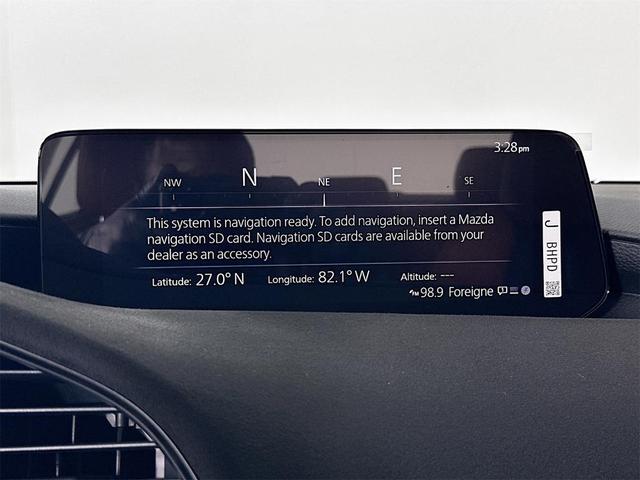 3:28pm
NW N NE E SE
This system is navigation ready. To add navigation, insert a Mazda
navigation SD card. Navigation SD cards are available from your
dealer as an accessory.
Latitude: 27.0° N Longitude: 82.1° W Altitude: ---
FM 98.9 Foreigne
J BHPD